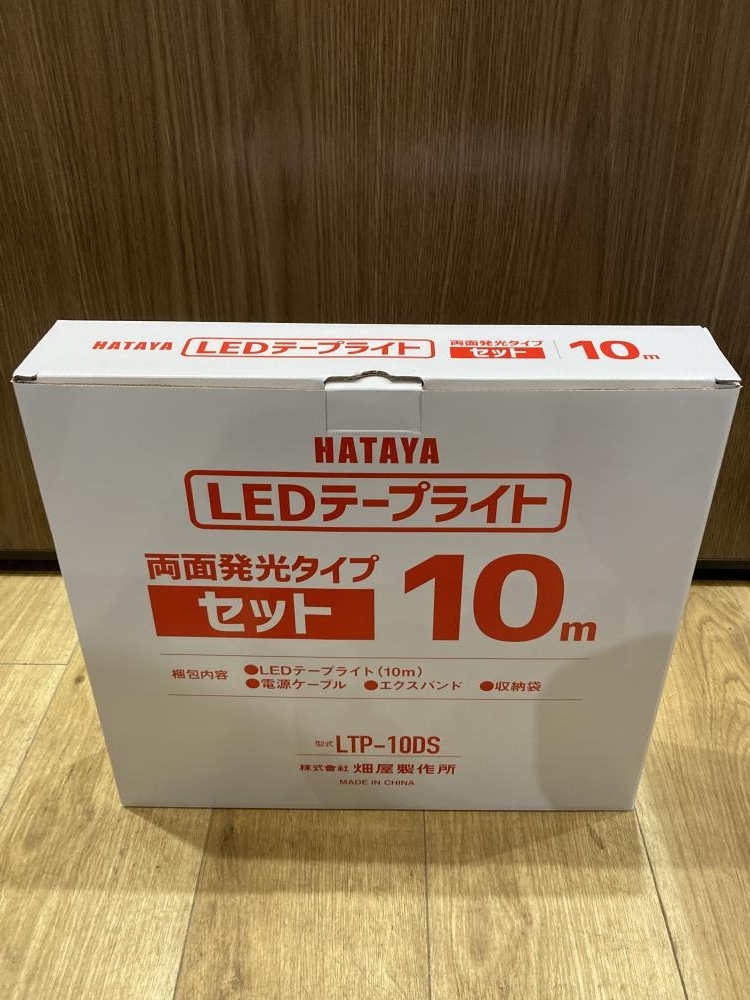 HATAYA LEDテープライト 両面発光タイプ セット 10m
HATAYA
LEDテープライト
両面発光タイプ
セット
10m
梱包内容
●LEDテープライト(10m)
●電源ケーブル ●エクスバンド ●収納袋
型式 LTP-10DS
株式会社 畑屋製作所
MADE IN CHINA